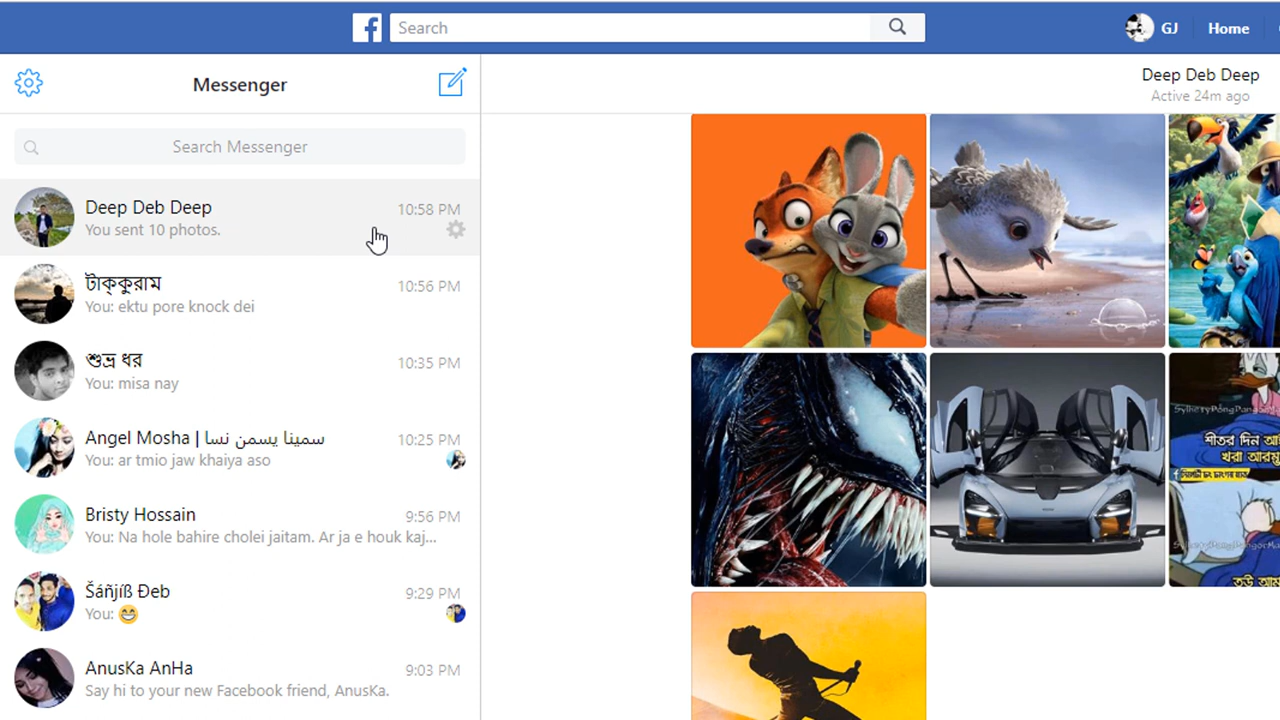 Search
GJ
Home
Messenger
Deep Deb Deep
Active 24m ago
Search Messenger
Deep Deb Deep
10:58 PM
You sent 10 photos.
টাক্কুরাম
10:56 PM
You: ektu pore knock dei
শুভ্র ধর
10:35 PM
You: misa nay
Angel Mosha | سمينا يسمن نسا
10:25 PM
You: ar tmio jaw khaiya aso
Bristy Hossain
9:56 PM
You: Na hole bahire cholei jaitam. Ar ja e houk kaj...
Šáñjíß Đeb
9:29 PM
You: 😁
AnusKa AnHa
9:03 PM
Say hi to your new Facebook friend, AnusKa.
শীতর দিন
খরা
তউ